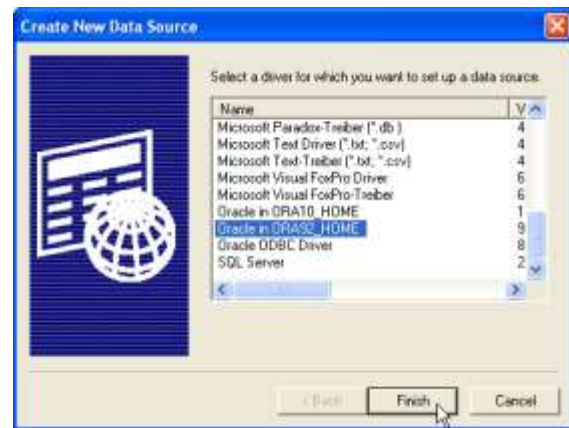 Create New Data Source
Select a driver for which you want to set up a data source.
Name V
Microsoft Paradox-Treiber (*.db ) 4
Microsoft Text Driver (*.txt; *.csv) 4
Microsoft Text-Treiber (*.txt; *.csv) 4
Microsoft Visual FoxPro Driver 6
Microsoft Visual FoxPro-Treiber 6
Oracle in ORA10_HOME 1
Oracle in ORA92_HOME 9
Oracle ODBC Driver 8
SQL Server 2
< Back Finish Cancel